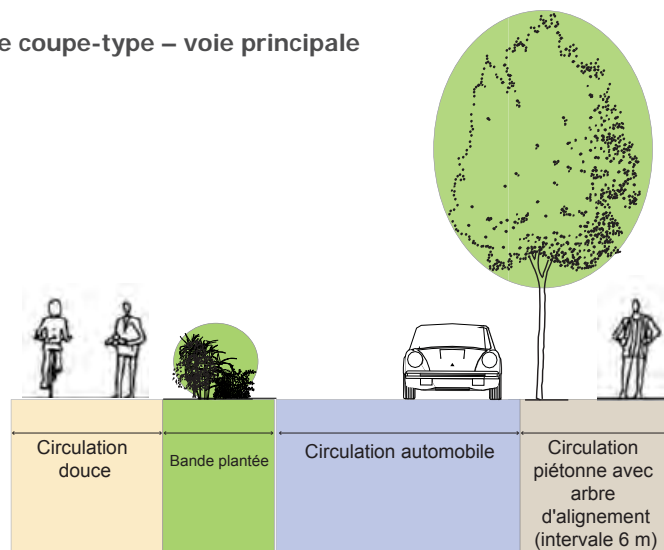 e coupe-type – voie principale
Circulation
douce
Bande plantée
Circulation automobile
Circulation
piétonne avec
arbre
d'alignement
(intervale 6 m)